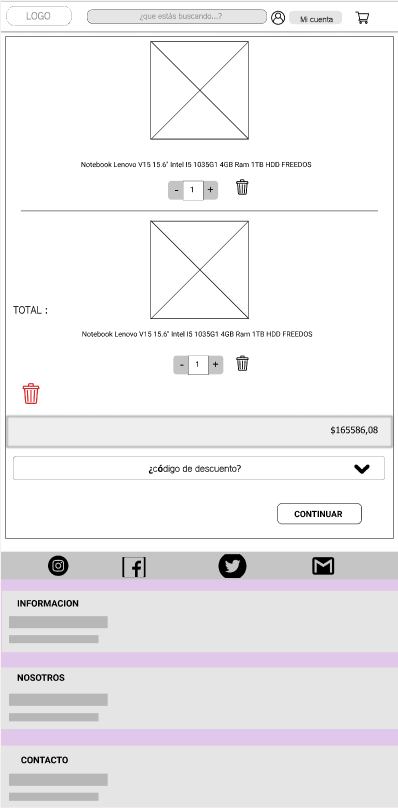 LOGO
¿que estás buscando...?
Mi cuenta
Notebook Lenovo V15 15.6" Intel I5 1035G1 4GB Ram 1TB HDD FREEDOS
- 1 +
TOTAL :
Notebook Lenovo V15 15.6" Intel I5 1035G1 4GB Ram 1TB HDD FREEDOS
- 1 +
$165586,08
¿código de descuento?
CONTINUAR
INFORMACION
NOSOTROS
CONTACTO